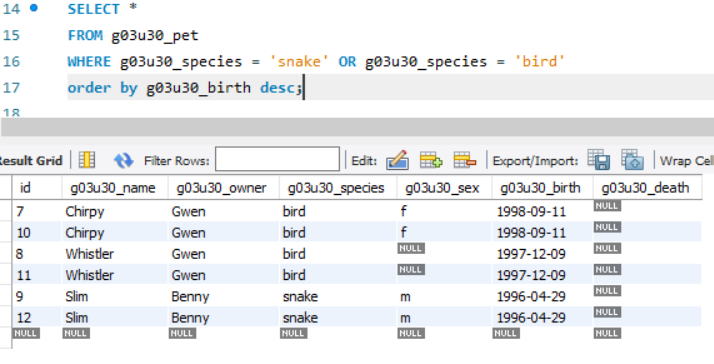 14 SELECT *
15 FROM g03u30_pet
16 WHERE g03u30_species = 'snake' OR g03u30_species = 'bird'
17 order by g03u30_birth desc;
18
Result Grid Filter Rows: Edit: Export/Import: Wrap Cel
id g03u30_name g03u30_owner g03u30_species g03u30_sex g03u30_birth g03u30_death
7 Chirpy Gwen bird f 1998-09-11 NULL
10 Chirpy Gwen bird f 1998-09-11 NULL
8 Whistler Gwen bird NULL 1997-12-09 NULL
11 Whistler Gwen bird NULL 1997-12-09 NULL
9 Slim Benny snake m 1996-04-29 NULL
12 Slim Benny snake m 1996-04-29 NULL
NULL NULL NULL NULL NULL NULL NULL